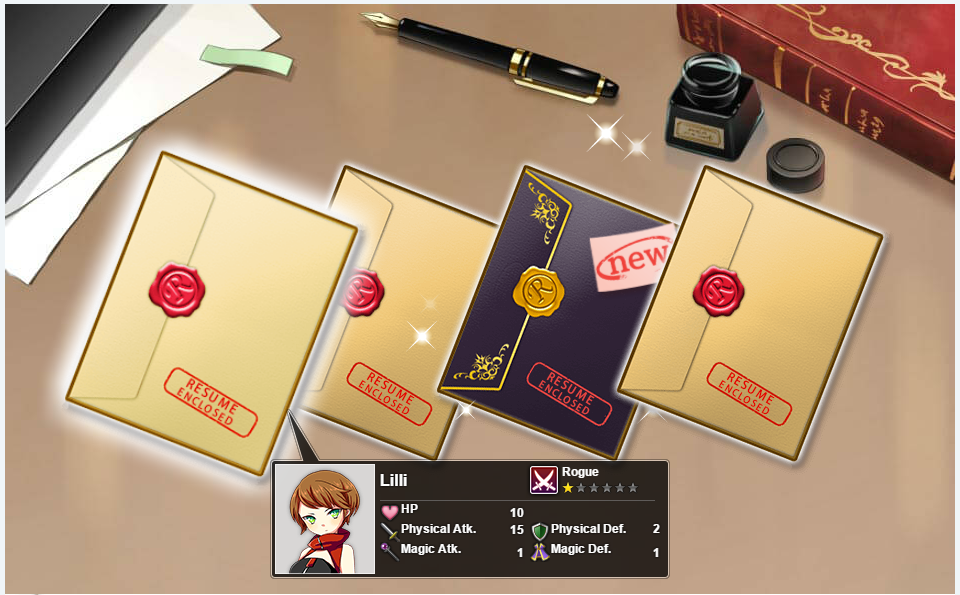 new
RESUME
ENCLOSED
RESUME
ENCLOSED
RESUME
ENCLOSED
RESUME
ENCLOSED
Lilli
Rogue
HP 10
Physical Atk. 15 Physical Def. 2
Magic Atk. 1 Magic Def. 1